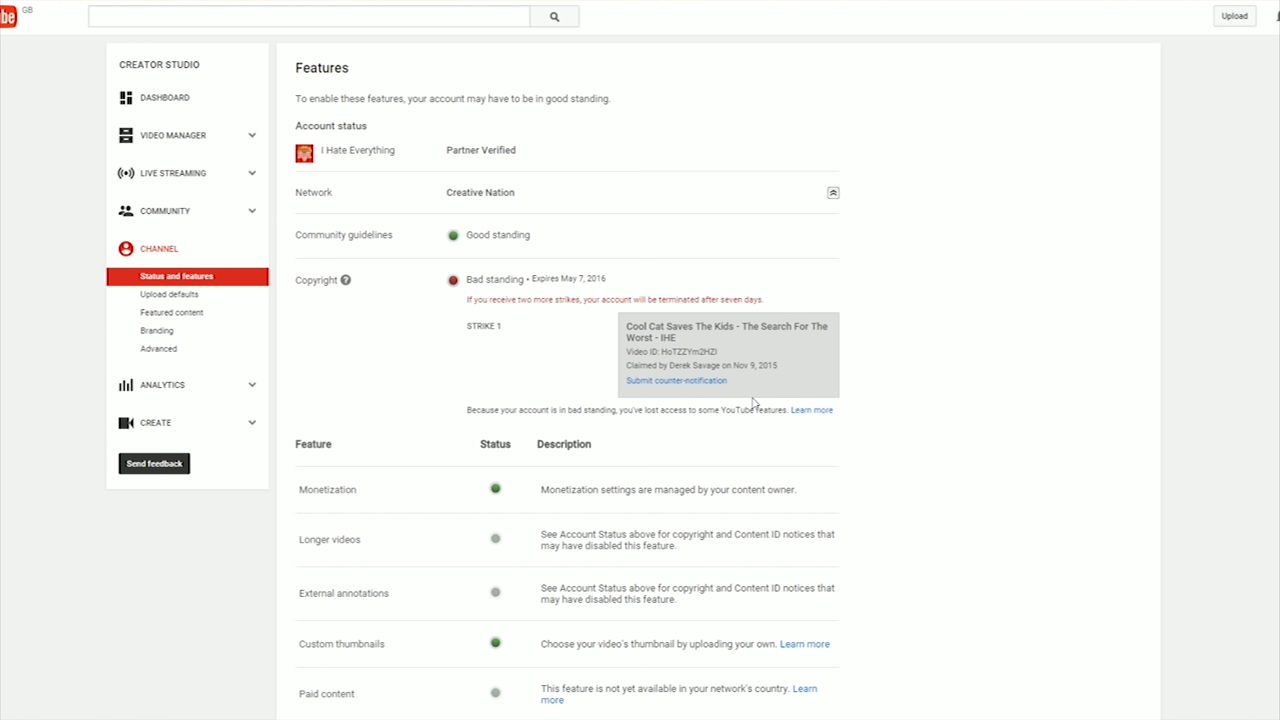 be GB
Upload
CREATOR STUDIO
DASHBOARD
VIDEO MANAGER
LIVE STREAMING
COMMUNITY
CHANNEL
Status and features
Upload defaults
Featured content
Branding
Advanced
ANALYTICS
CREATE
Send feedback
Features
To enable these features, your account may have to be in good standing.
Account status
I Hate Everything Partner Verified
Network Creative Nation
Community guidelines Good standing
Copyright ? Bad standing • Expires May 7, 2016
If you receive two more strikes, your account will be terminated after seven days.
STRIKE 1
Cool Cat Saves The Kids - The Search For The
Worst - IHE
Video ID: HoTZZYm2HZI
Claimed by Derek Savage on Nov 9, 2015
Submit counter-notification
Because your account is in bad standing, you've lost access to some YouTube features. Learn more
Feature Status Description
Monetization Monetization settings are managed by your content owner.
Longer videos See Account Status above for copyright and Content ID notices that
may have disabled this feature.
External annotations See Account Status above for copyright and Content ID notices that
may have disabled this feature.
Custom thumbnails Choose your video's thumbnail by uploading your own. Learn more
Paid content This feature is not yet available in your network's country. Learn
more